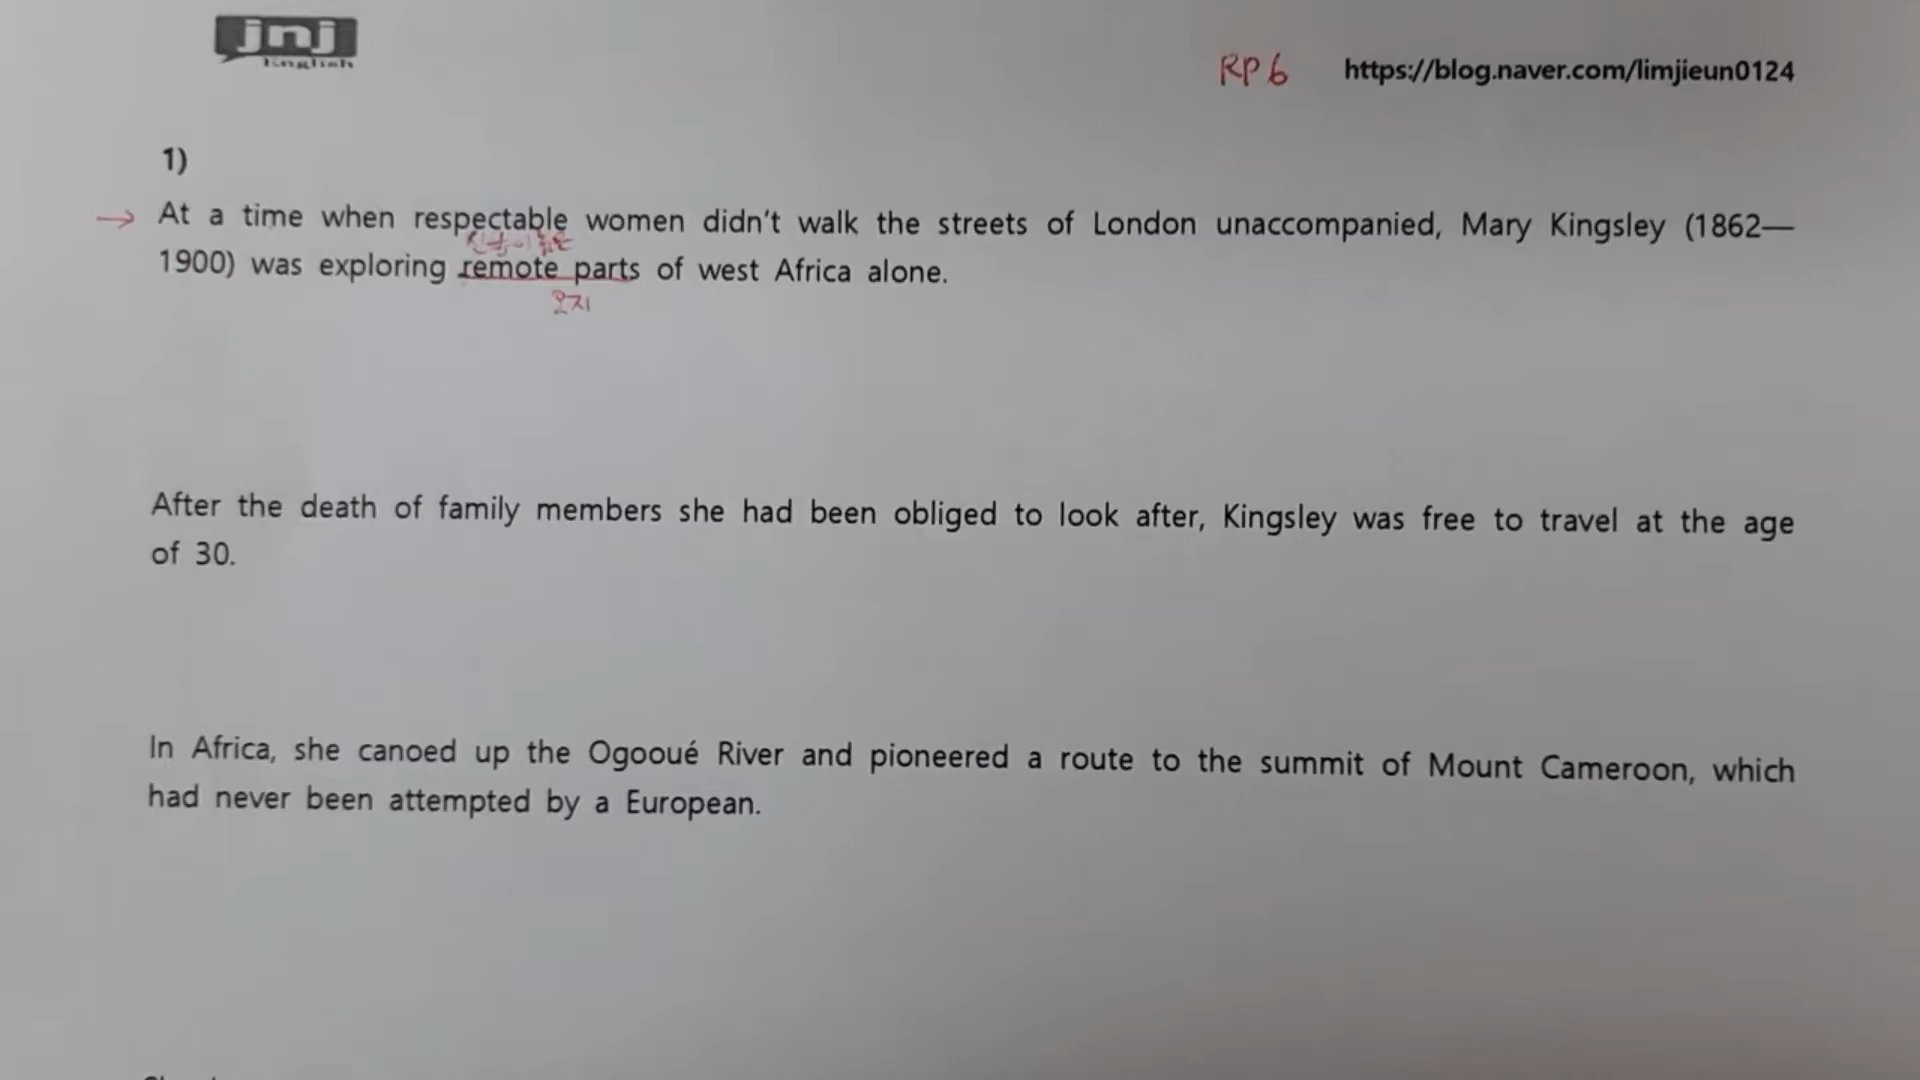 jnj
English
RP 6 https://blog.naver.com/limjieun0124
1)
→ At a time when respectable women didn't walk the streets of London unaccompanied, Mary Kingsley (1862—
1900) was exploring remote parts of west Africa alone.
오지
After the death of family members she had been obliged to look after, Kingsley was free to travel at the age
of 30.
In Africa, she canoed up the Ogooué River and pioneered a route to the summit of Mount Cameroon, which
had never been attempted by a European.